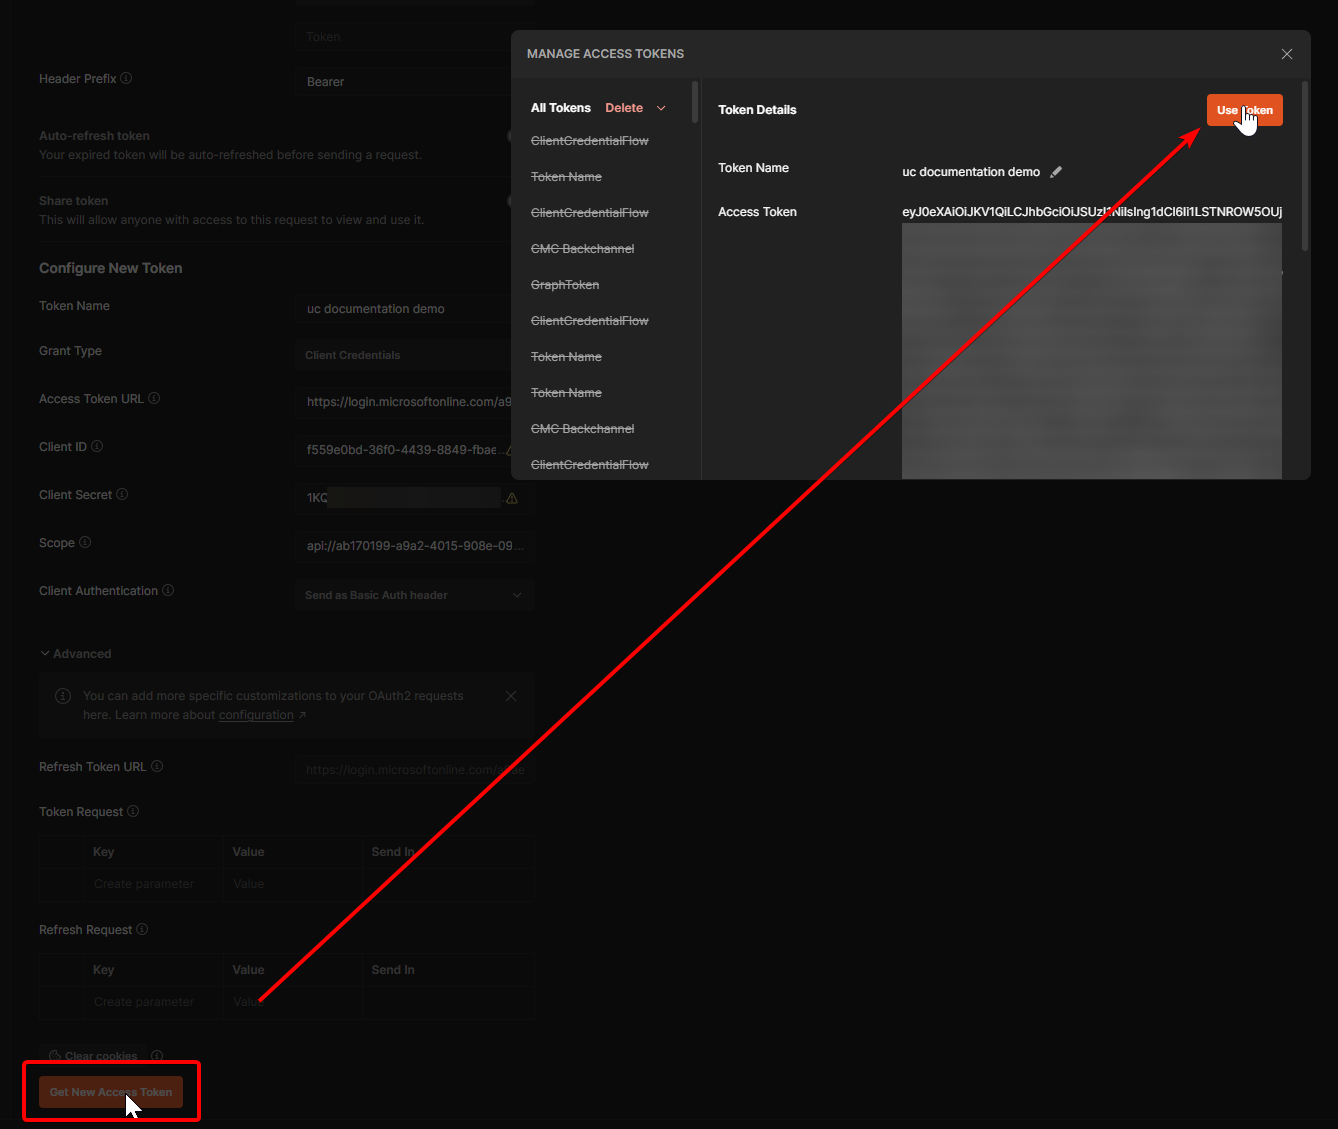 Token
Header Prefix
Bearer
Auto-refresh token
Your expired token will be auto-refreshed before sending a request.
Share token
This will allow anyone with access to this request to view and use it.
Configure New Token
Token Name
uc documentation demo
Grant Type
Client Credentials
Access Token URL
https://login.microsoftonline.com/a9
Client ID
f559e0bd-36f0-4439-8849-fbae...
Client Secret
1KQ
Scope
api://ab170199-a9a2-4015-908e-09...
Client Authentication
Send as Basic Auth header
Advanced
You can add more specific customizations to your OAuth2 requests
here. Learn more about configuration
Refresh Token URL
https://login.microsoftonline.com/
Token Request
Key Value Send In
Create parameter Value
Refresh Request
Key Value Send In
Create parameter Value
Clear cookies
Get New Access Token
MANAGE ACCESS TOKENS
All Tokens Delete
ClientCredentialFlow
Token Name
ClientCredentialFlow
CMC Backchannel
GraphToken
ClientCredentialFlow
Token Name
Token Name
CMC Backchannel
ClientCredentialFlow
Token Details
Use Token
Token Name
uc documentation demo
Access Token